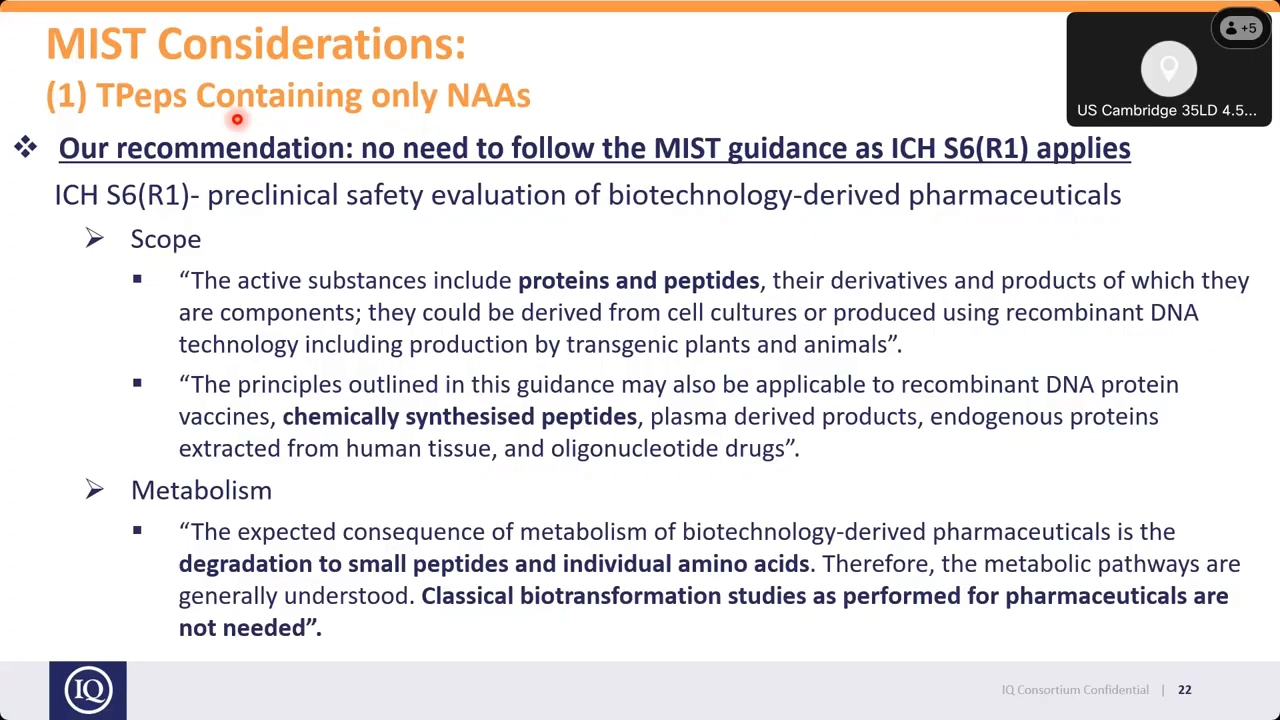 MIST Considerations:
(1) TPeps Containing only NAAs
+5
US Cambridge 35LD 4.5...
❖ Our recommendation: no need to follow the MIST guidance as ICH S6(R1) applies
ICH S6(R1)- preclinical safety evaluation of biotechnology-derived pharmaceuticals
➢ Scope
▪ “The active substances include proteins and peptides, their derivatives and products of which they
are components; they could be derived from cell cultures or produced using recombinant DNA
technology including production by transgenic plants and animals”.
▪ “The principles outlined in this guidance may also be applicable to recombinant DNA protein
vaccines, chemically synthesised peptides, plasma derived products, endogenous proteins
extracted from human tissue, and oligonucleotide drugs”.
➢ Metabolism
▪ “The expected consequence of metabolism of biotechnology-derived pharmaceuticals is the
degradation to small peptides and individual amino acids. Therefore, the metabolic pathways are
generally understood. Classical biotransformation studies as performed for pharmaceuticals are
not needed”.
IQ
IQ Consortium Confidential | 22